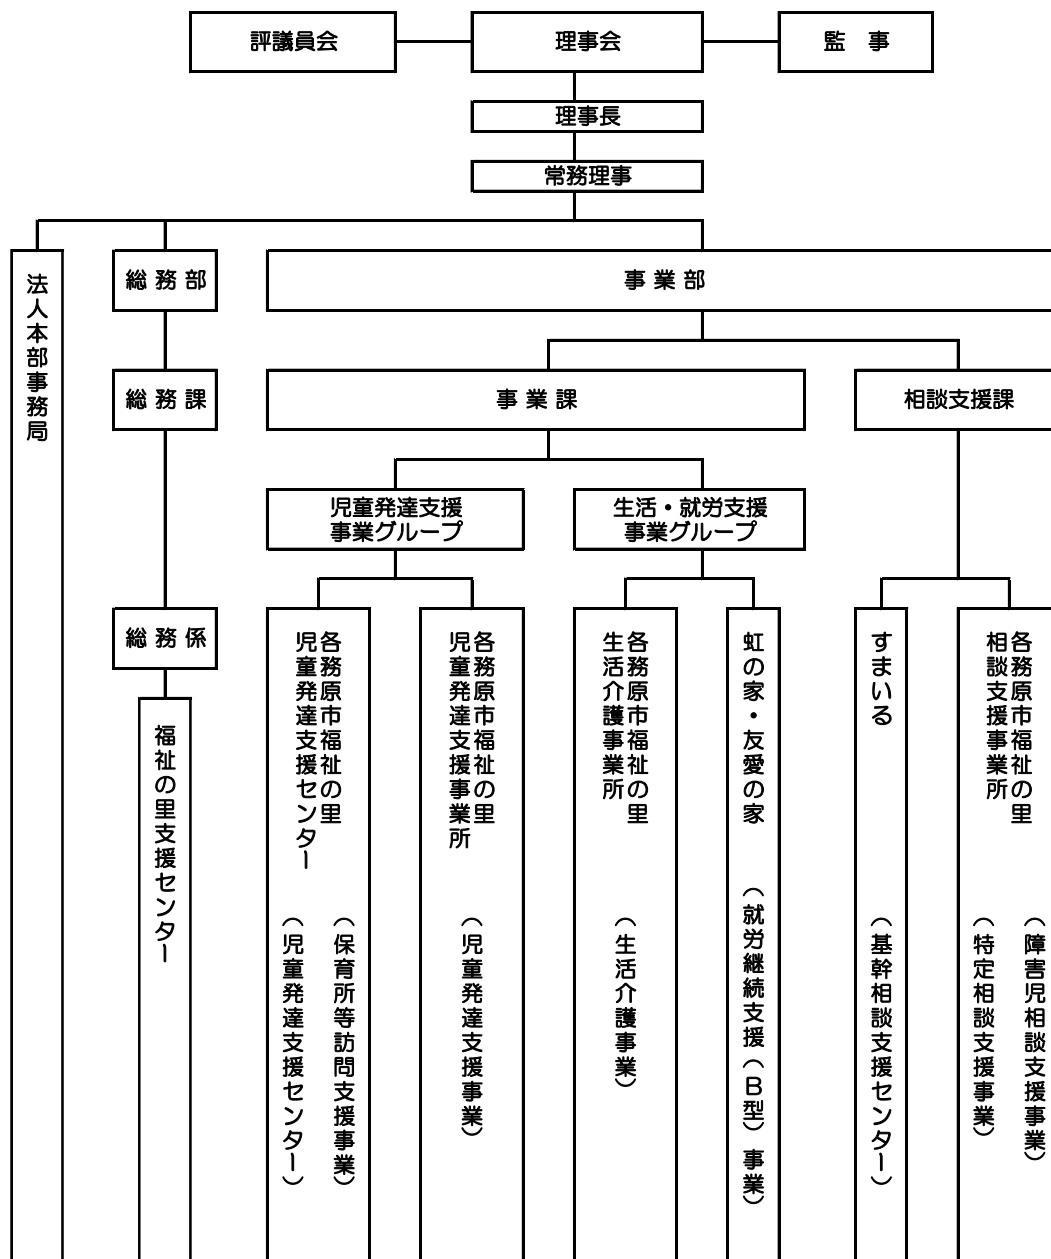 評議員会
理事会
監　事
理事長
常務理事
法人本部事務局
総務部
事業部
総務課
事業課
相談支援課
児童発達支援
事業グループ
生活・就労支援
事業グループ
総務係
福祉の里支援センター
各務原市福祉の里
児童発達支援センター
（保育所等訪問支援事業）
（児童発達支援センター）
各務原市福祉の里
児童発達支援事業所
（児童発達支援事業）
各務原市福祉の里
生活介護事業所
（生活介護事業）
虹の家・友愛の家
（就労継続支援（Ｂ型）事業）
すまいる
（基幹相談支援センター）
各務原市福祉の里
相談支援事業所
（障害児相談支援事業）
（特定相談支援事業）